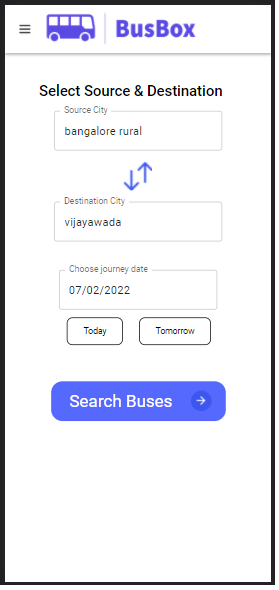 BusBox
Select Source & Destination
Source City
bangalore rural
Destination City
vijayawada
Choose journey date
07/02/2022
Today Tomorrow
Search Buses